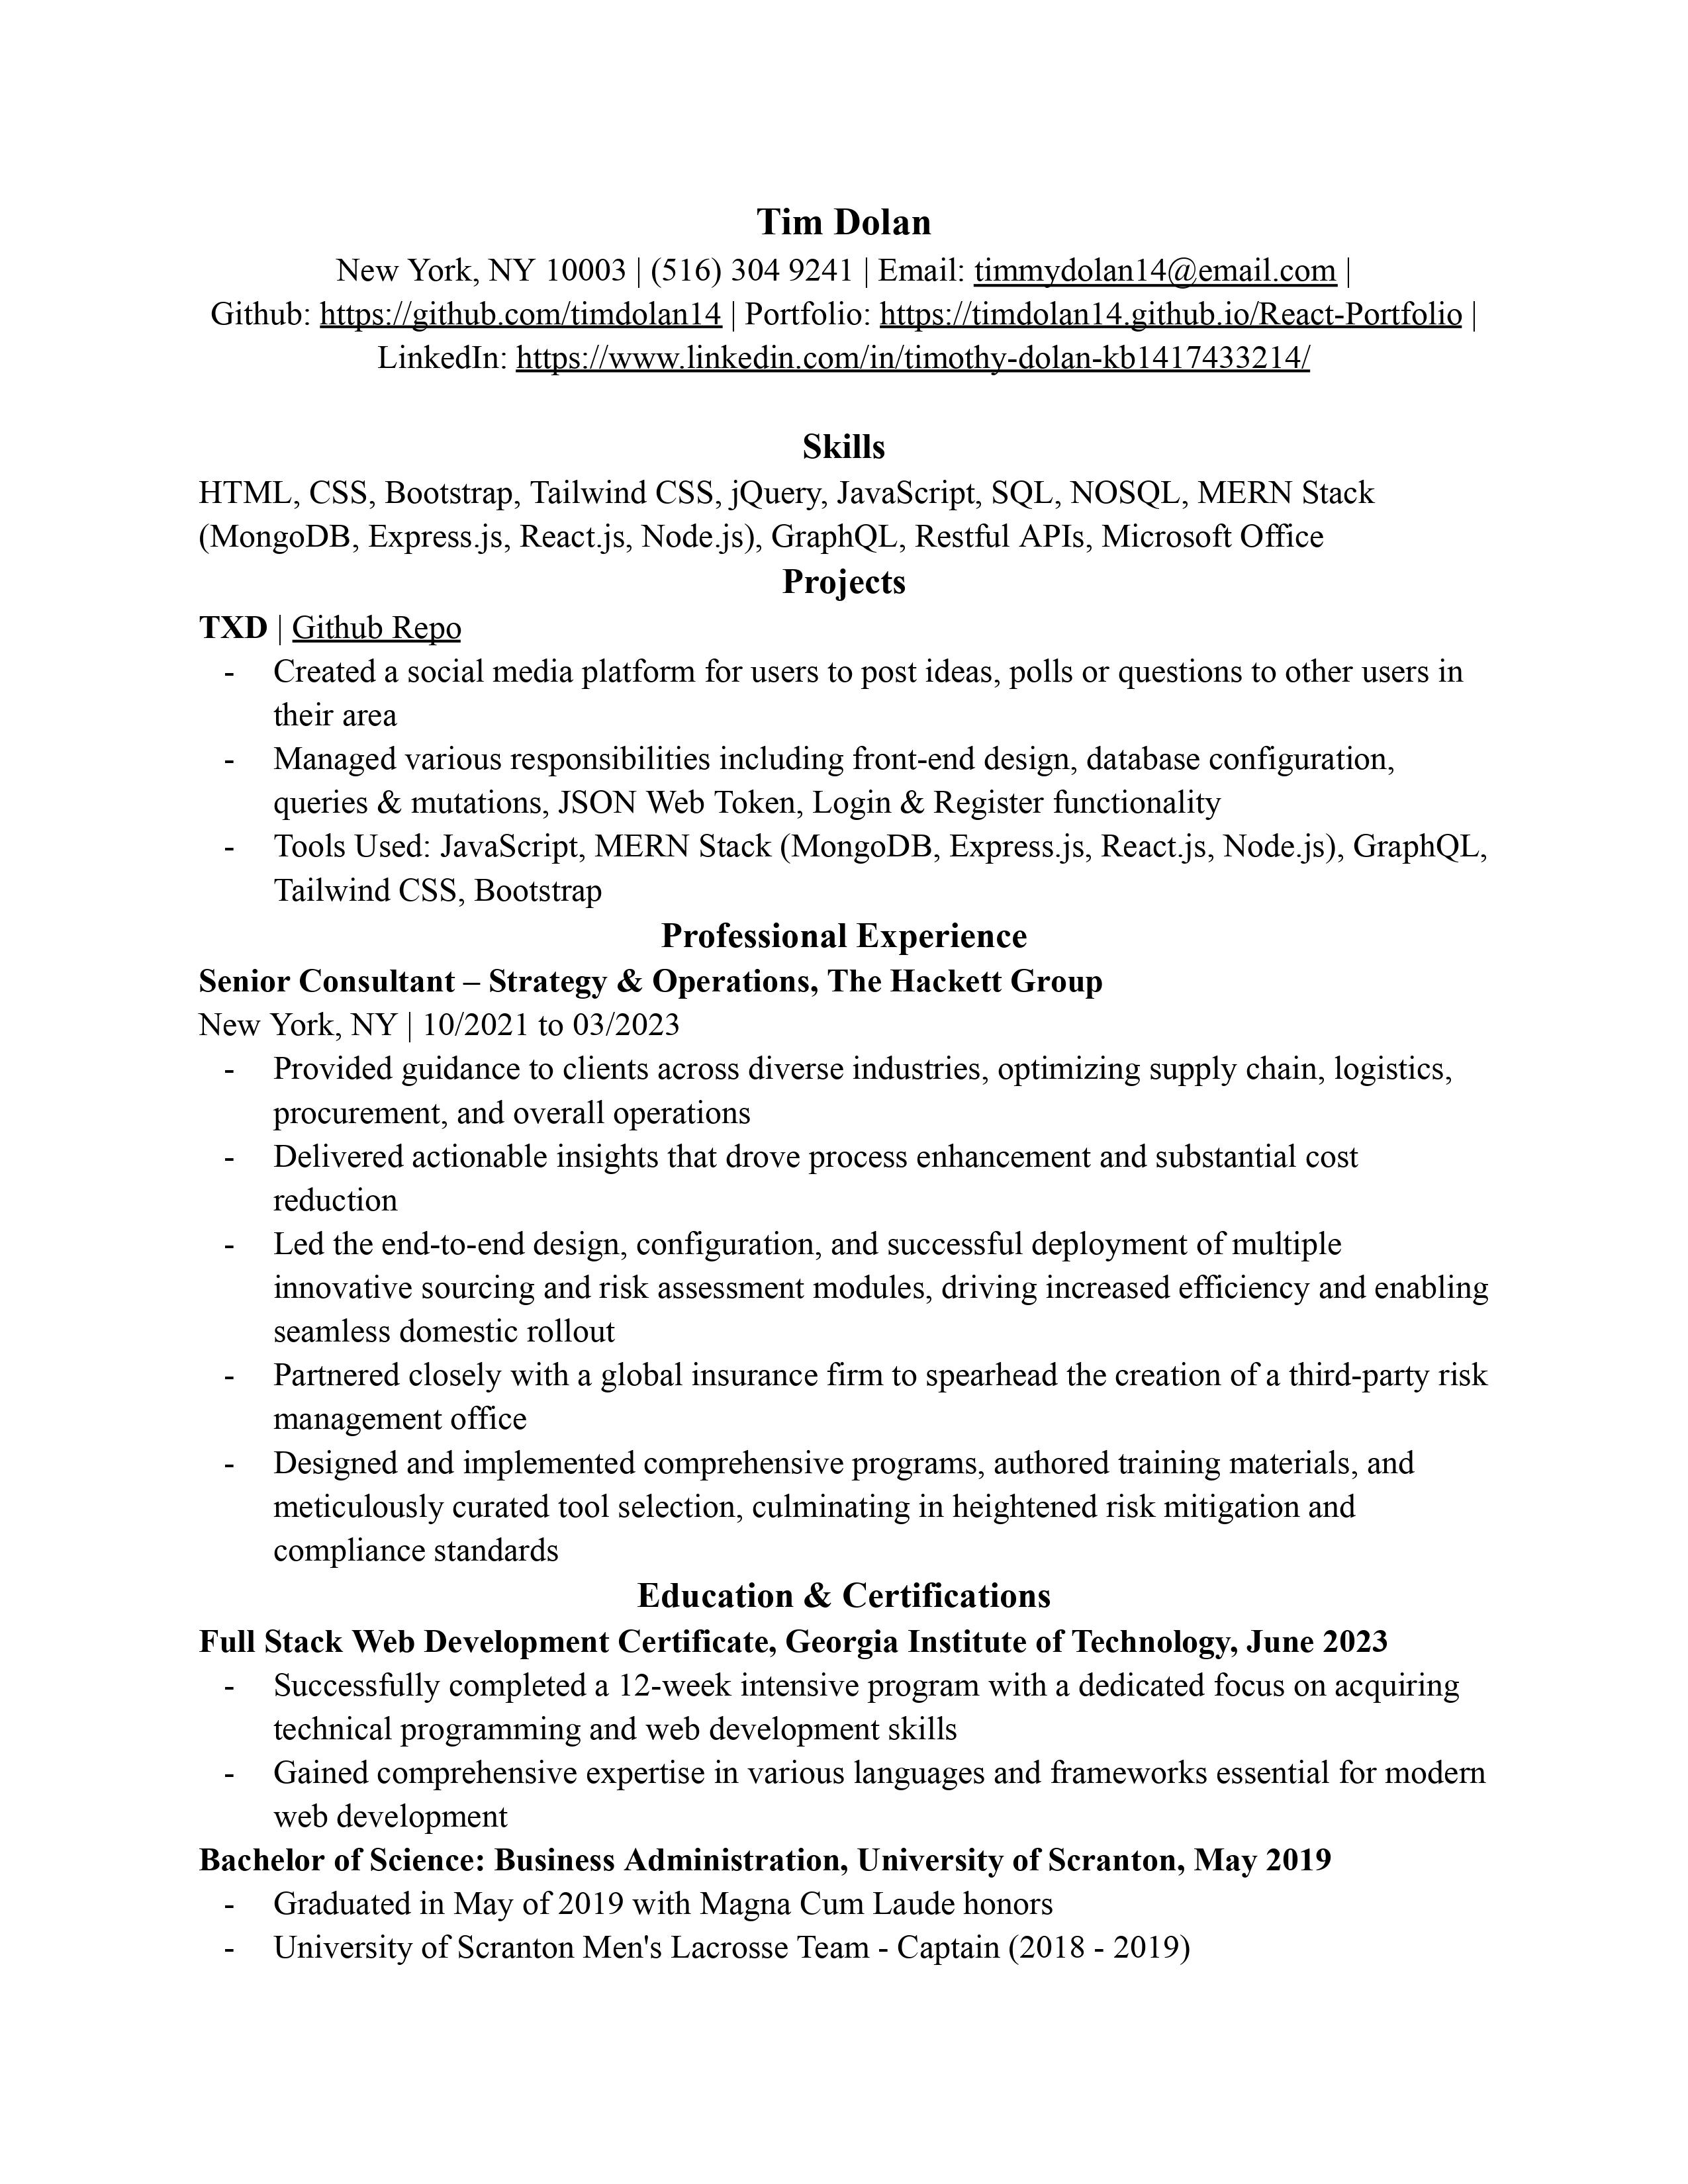 Tim Dolan
New York, NY 10003 | (516) 304 9241 | Email: timmydolan14@email.com |
Github: https://github.com/timdolan14 | Portfolio: https://timdolan14.github.io/React-Portfolio |
LinkedIn: https://www.linkedin.com/in/timothy-dolan-kb1417433214/
Skills
HTML, CSS, Bootstrap, Tailwind CSS, jQuery, JavaScript, SQL, NOSQL, MERN Stack
(MongoDB, Express.js, React.js, Node.js), GraphQL, Restful APIs, Microsoft Office
Projects
TXD | Github Repo
- Created a social media platform for users to post ideas, polls or questions to other users in
their area
- Managed various responsibilities including front-end design, database configuration,
queries & mutations, JSON Web Token, Login & Register functionality
- Tools Used: JavaScript, MERN Stack (MongoDB, Express.js, React.js, Node.js), GraphQL,
Tailwind CSS, Bootstrap
Professional Experience
Senior Consultant – Strategy & Operations, The Hackett Group
New York, NY | 10/2021 to 03/2023
- Provided guidance to clients across diverse industries, optimizing supply chain, logistics,
procurement, and overall operations
- Delivered actionable insights that drove process enhancement and substantial cost
reduction
- Led the end-to-end design, configuration, and successful deployment of multiple
innovative sourcing and risk assessment modules, driving increased efficiency and enabling
seamless domestic rollout
- Partnered closely with a global insurance firm to spearhead the creation of a third-party risk
management office
- Designed and implemented comprehensive programs, authored training materials, and
meticulously curated tool selection, culminating in heightened risk mitigation and
compliance standards
Education & Certifications
Full Stack Web Development Certificate, Georgia Institute of Technology, June 2023
- Successfully completed a 12-week intensive program with a dedicated focus on acquiring
technical programming and web development skills
- Gained comprehensive expertise in various languages and frameworks essential for modern
web development
Bachelor of Science: Business Administration, University of Scranton, May 2019
- Graduated in May of 2019 with Magna Cum Laude honors
- University of Scranton Men's Lacrosse Team - Captain (2018 - 2019)